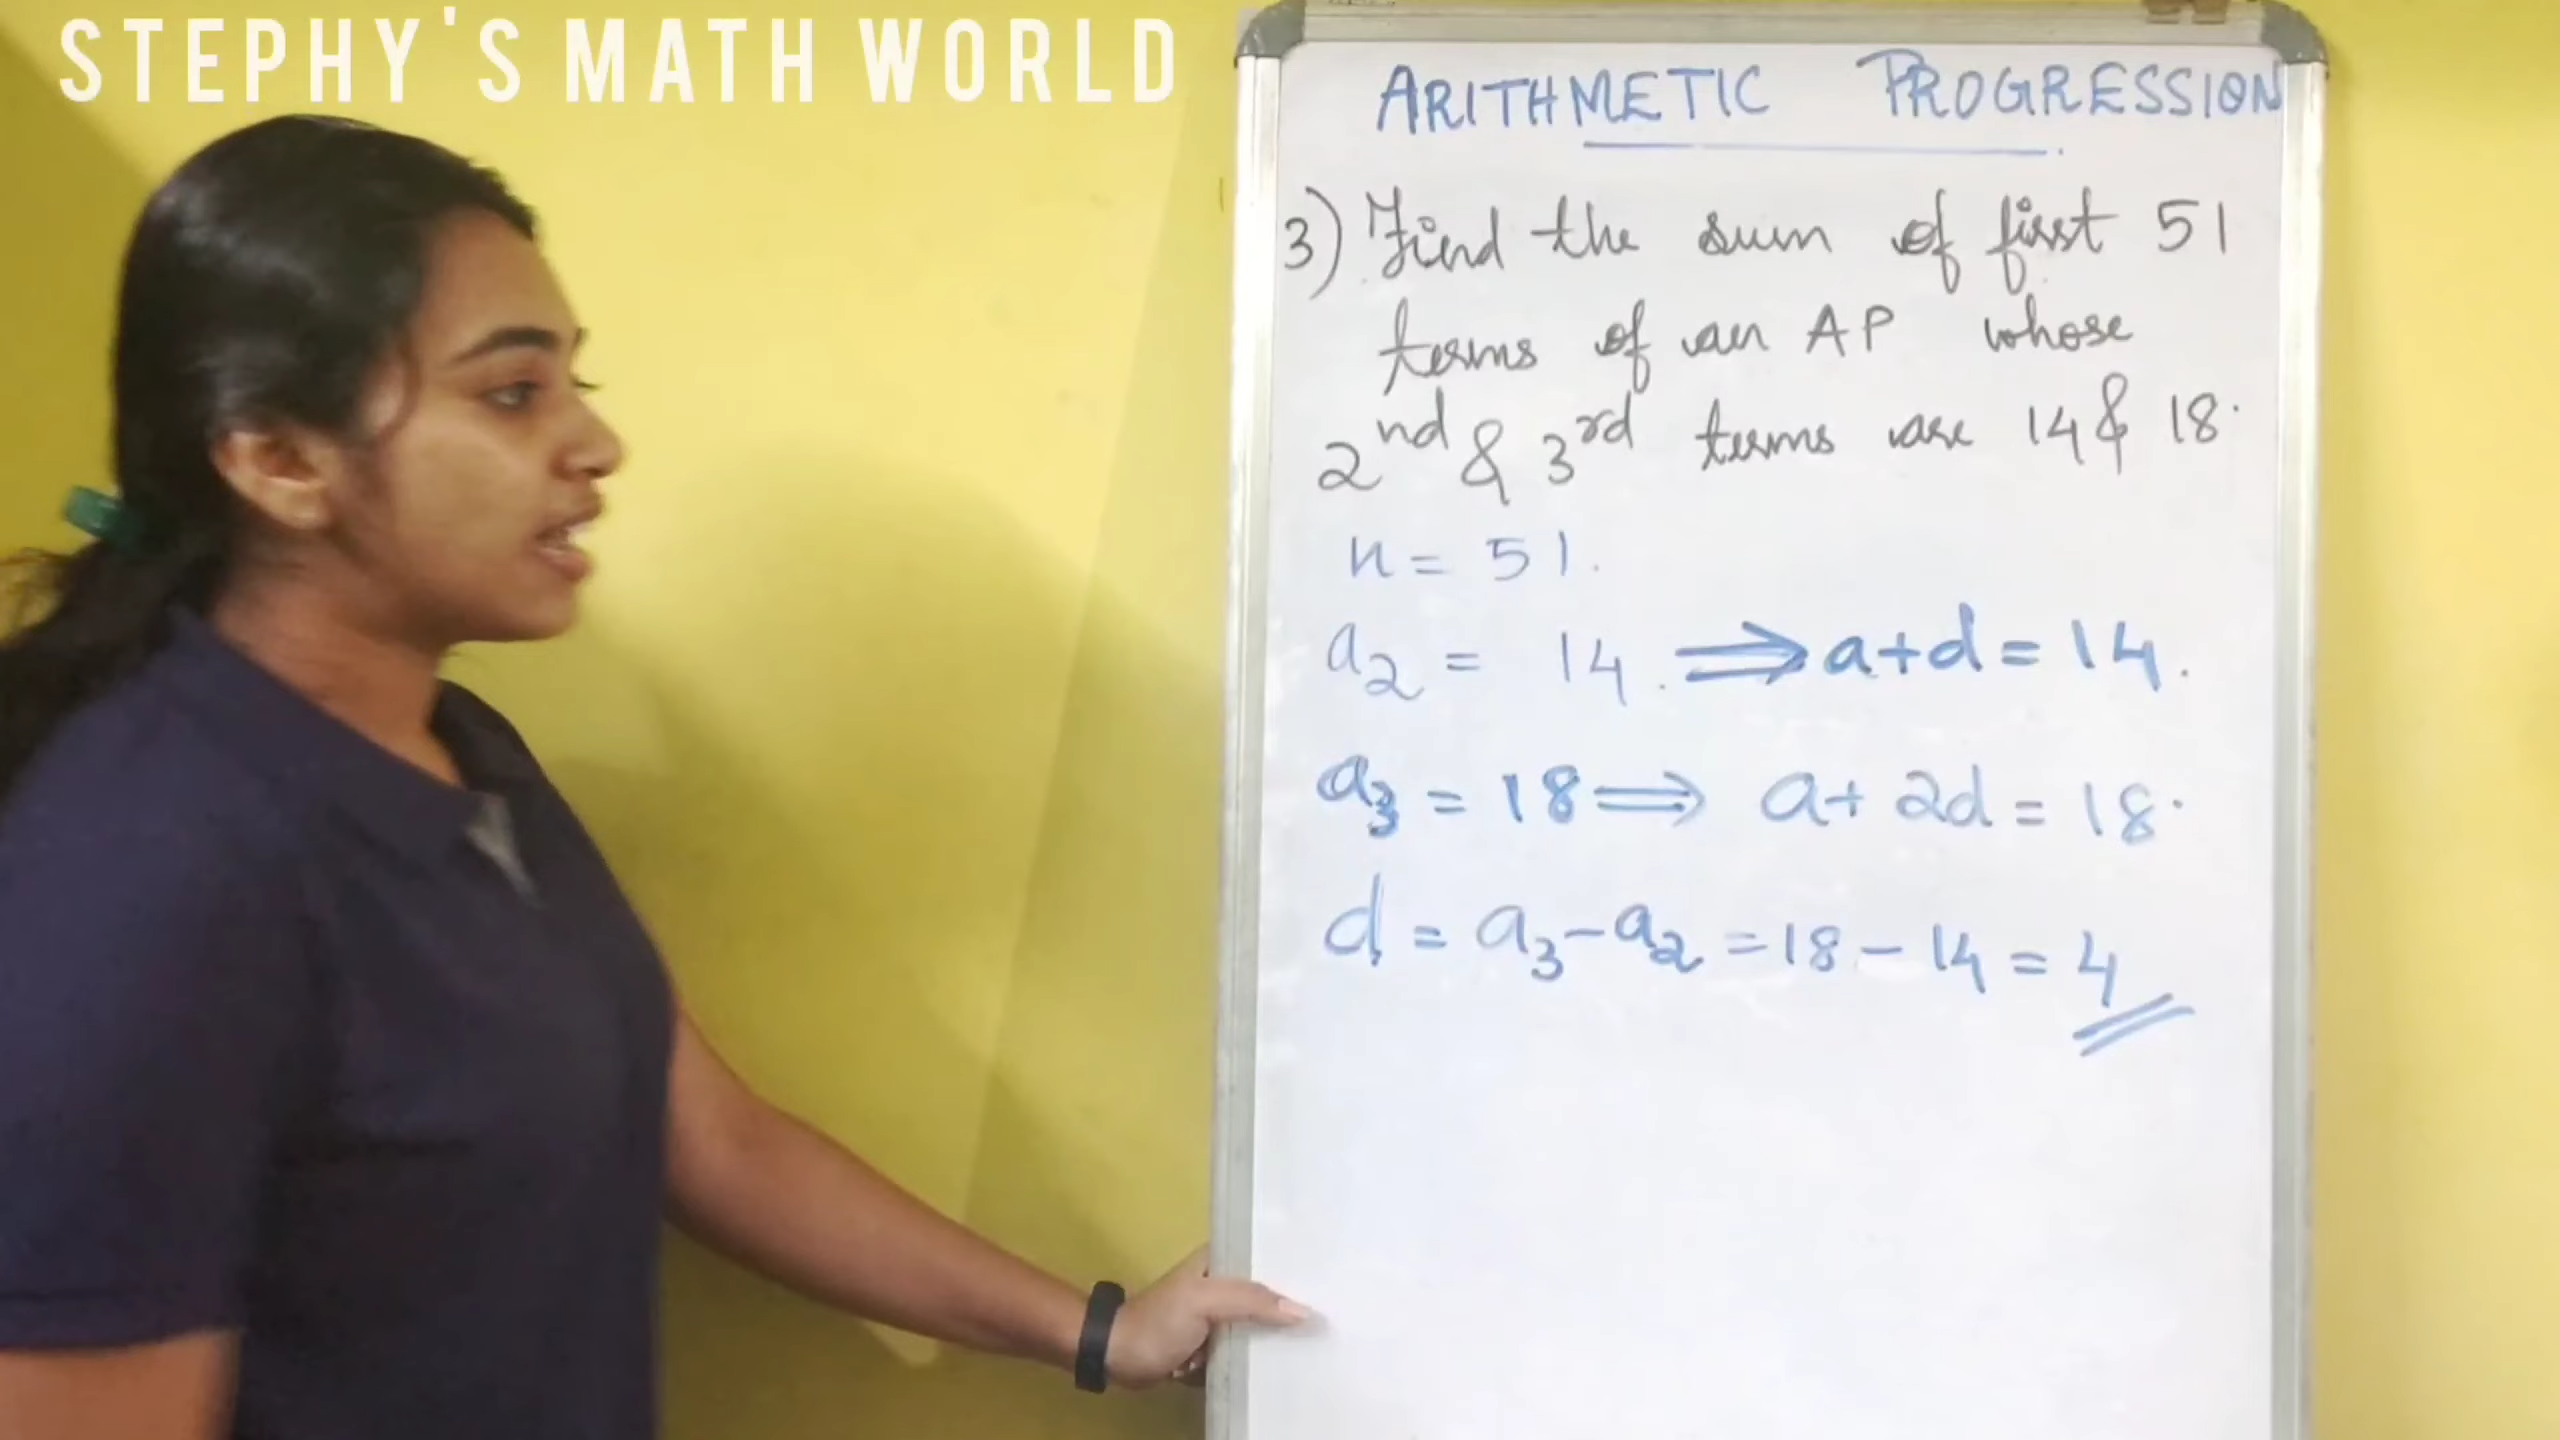 STEPHY'S MATH WORLD
ARITHMETIC PROGRESSION
3) Find the sum of first 51
terms of an AP whose
2nd & 3rd terms are 14 & 18.
n = 51.
a2 = 14. ⟹ a+d = 14.
a3 = 18 ⟹ a+ 2d = 18.
d = a3-a2 = 18 - 14 = 4